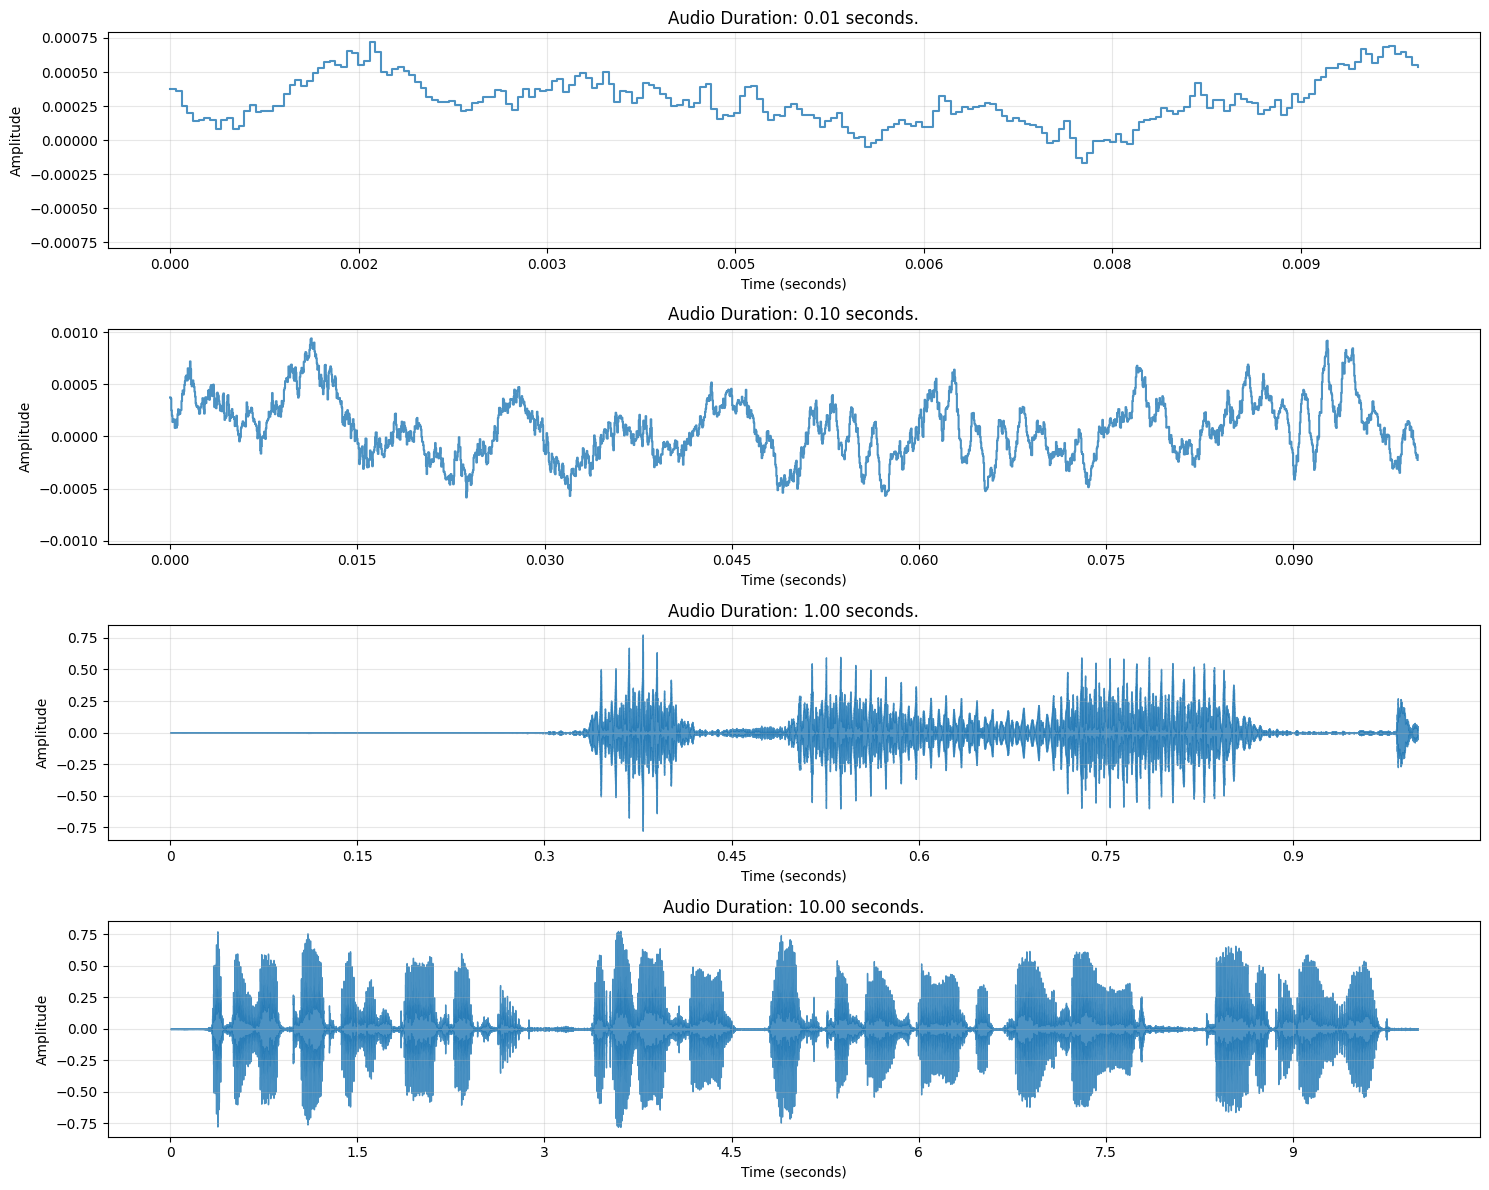 Audio Duration: 0.01 seconds.
0.00075
0.00050
0.00025
0.00000
−0.00025
−0.00050
−0.00075
Amplitude
0.000 0.002 0.003 0.005 0.006 0.008 0.009
Time (seconds)
Audio Duration: 0.10 seconds.
0.0010
0.0005
0.0000
−0.0005
−0.0010
Amplitude
0.000 0.015 0.030 0.045 0.060 0.075 0.090
Time (seconds)
Audio Duration: 1.00 seconds.
0.75
0.50
0.25
0.00
−0.25
−0.50
−0.75
Amplitude
0 0.15 0.3 0.45 0.6 0.75 0.9
Time (seconds)
Audio Duration: 10.00 seconds.
0.75
0.50
0.25
0.00
−0.25
−0.50
−0.75
Amplitude
0 1.5 3 4.5 6 7.5 9
Time (seconds)